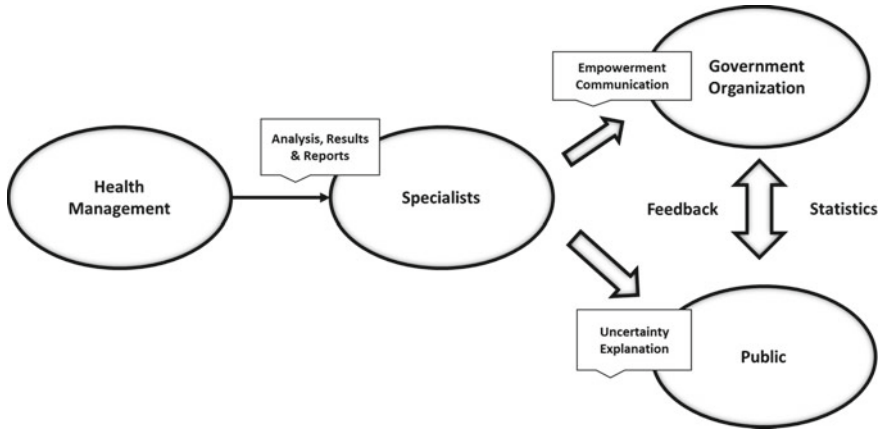 Health
Management
Analysis, Results
& Reports
Specialists
Empowerment
Communication
Government
Organization
Feedback
Statistics
Uncertainty
Explanation
Public